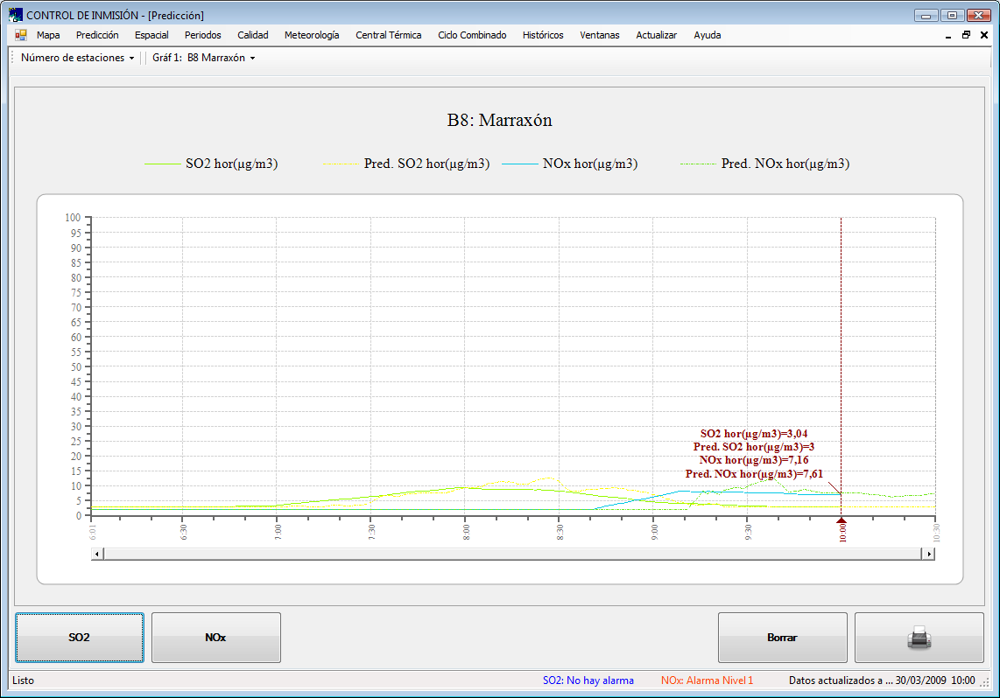 CONTROL DE INMISIÓN - [Predicción]
Mapa Predicción Espacial Periodos Calidad Meteorología Central Térmica Ciclo Combinado Históricos Ventanas Actualizar Ayuda
Número de estaciones Gráf 1: B8 Marraxón
B8: Marraxón
SO2 hor(µg/m3) Pred. SO2 hor(µg/m3) NOx hor(µg/m3) Pred. NOx hor(µg/m3)
100
95
90
85
80
75
70
65
60
55
50
45
40
35
30
25
20
15
10
5
0
SO2 hor(µg/m3)=3,04
Pred. SO2 hor(µg/m3)=3
NOx hor(µg/m3)=7,16
Pred. NOx hor(µg/m3)=7,61
6:01 6:30 7:00 7:30 8:00 8:30 9:00 9:30 10:00 10:30
SO2 NOx Borrar
Listo SO2: No hay alarma NOx: Alarma Nivel 1 Datos actualizados a ... 30/03/2009 10:00